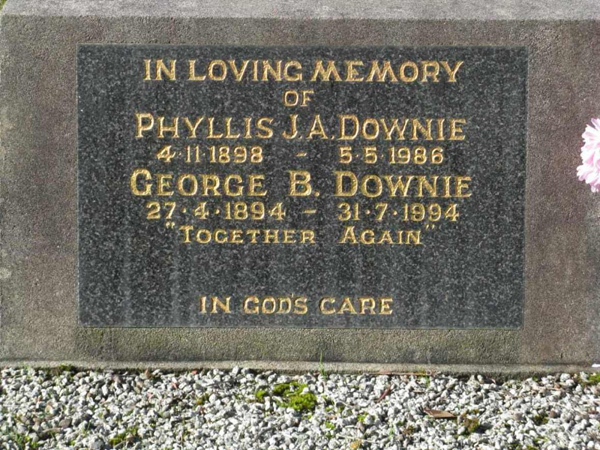 IN LOVING MEMORY
OF
PHYLLIS J.A. DOWNIE
4·11·1898 - 5·5·1986
GEORGE B. DOWNIE
27·4·1894 - 31·7·1994
"TOGETHER AGAIN"
IN GOD'S CARE